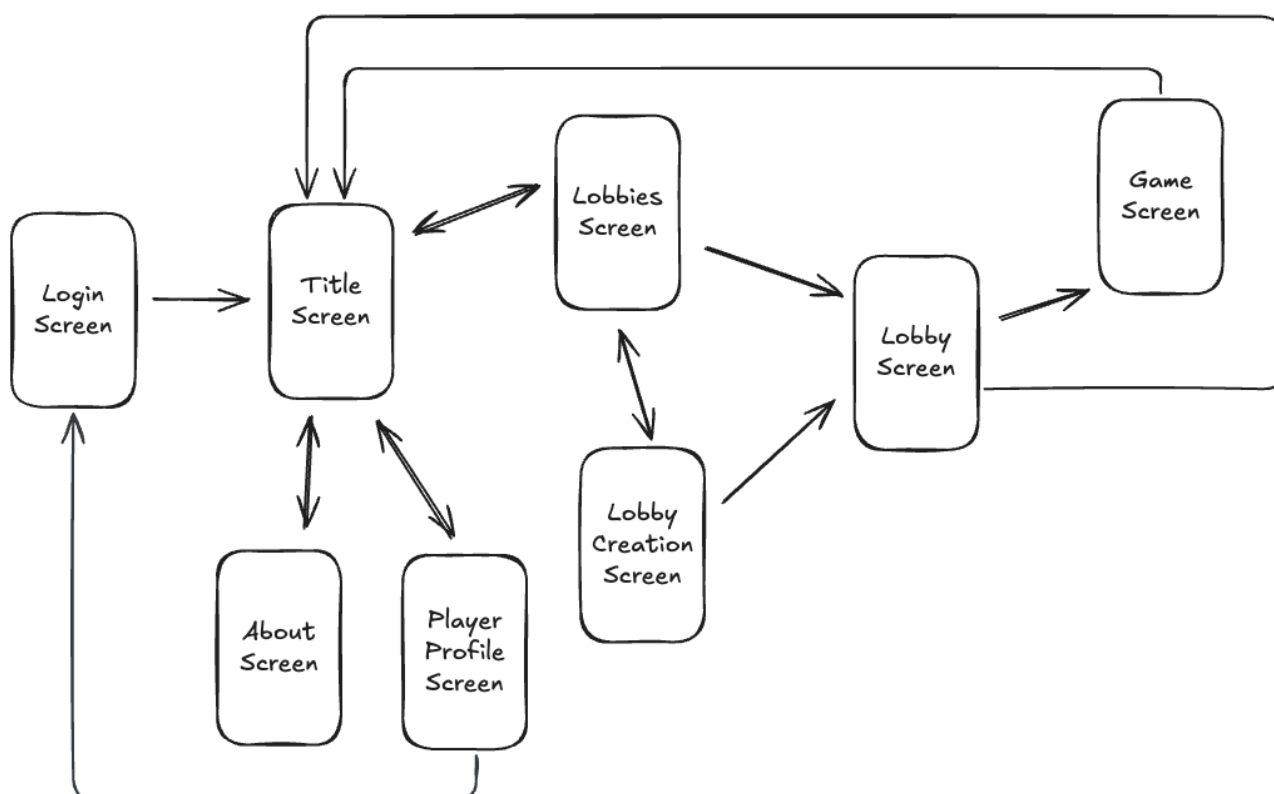 Login
Screen
Title
Screen
Lobbies
Screen
Game
Screen
Lobby
Screen
Lobby
Creation
Screen
About
Screen
Player
Profile
Screen